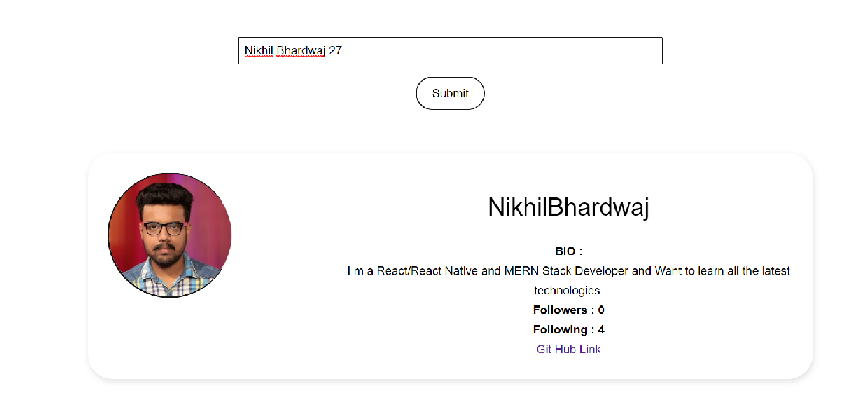 Nikhil Bhardwaj 27
Submit
NikhilBhardwaj
BIO :
I m a React/React Native and MERN Stack Developer and Want to learn all the latest
technologies
Followers : 0
Following : 4
Git Hub Link